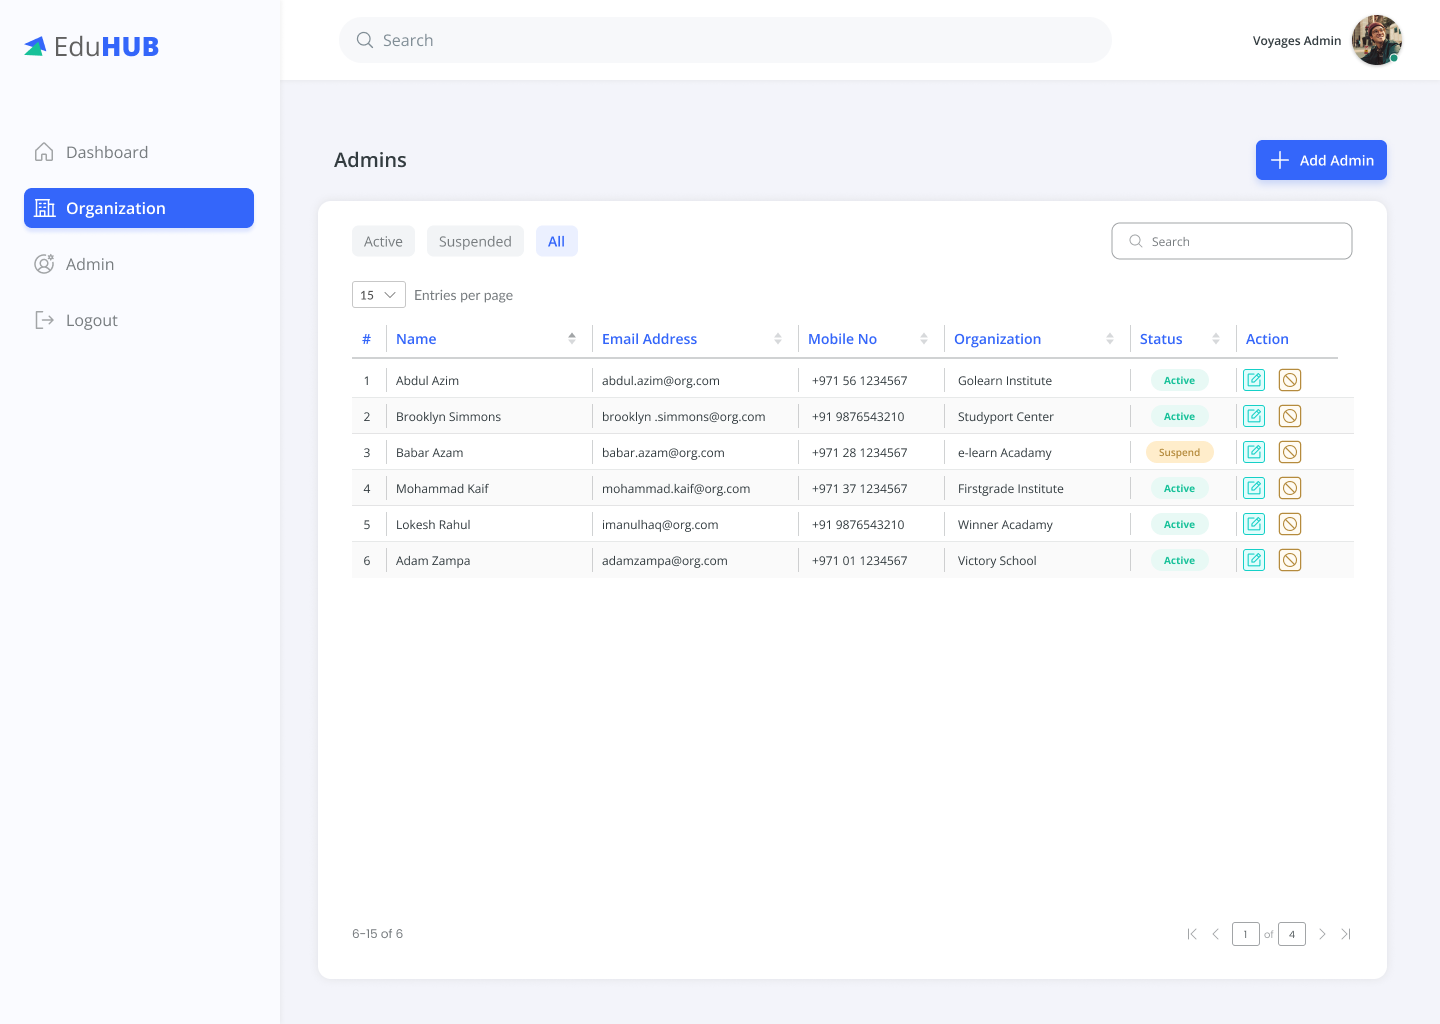 EduHUB
Search
Voyages Admin
Dashboard
Organization
Admin
Logout
Admins
Add Admin
Active Suspended All
Search
15 Entries per page
# Name Email Address Mobile No Organization Status Action
1 Abdul Azim abdul.azim@org.com +971 56 1234567 Golearn Institute Active
2 Brooklyn Simmons brooklyn .simmons@org.com +91 9876543210 Studyport Center Active
3 Babar Azam babar.azam@org.com +971 28 1234567 e-learn Acadamy Suspend
4 Mohammad Kaif mohammad.kaif@org.com +971 37 1234567 Firstgrade Institute Active
5 Lokesh Rahul imanulhaq@org.com +91 9876543210 Winner Acadamy Active
6 Adam Zampa adamzampa@org.com +971 01 1234567 Victory School Active
6-15 of 6
1 of 4